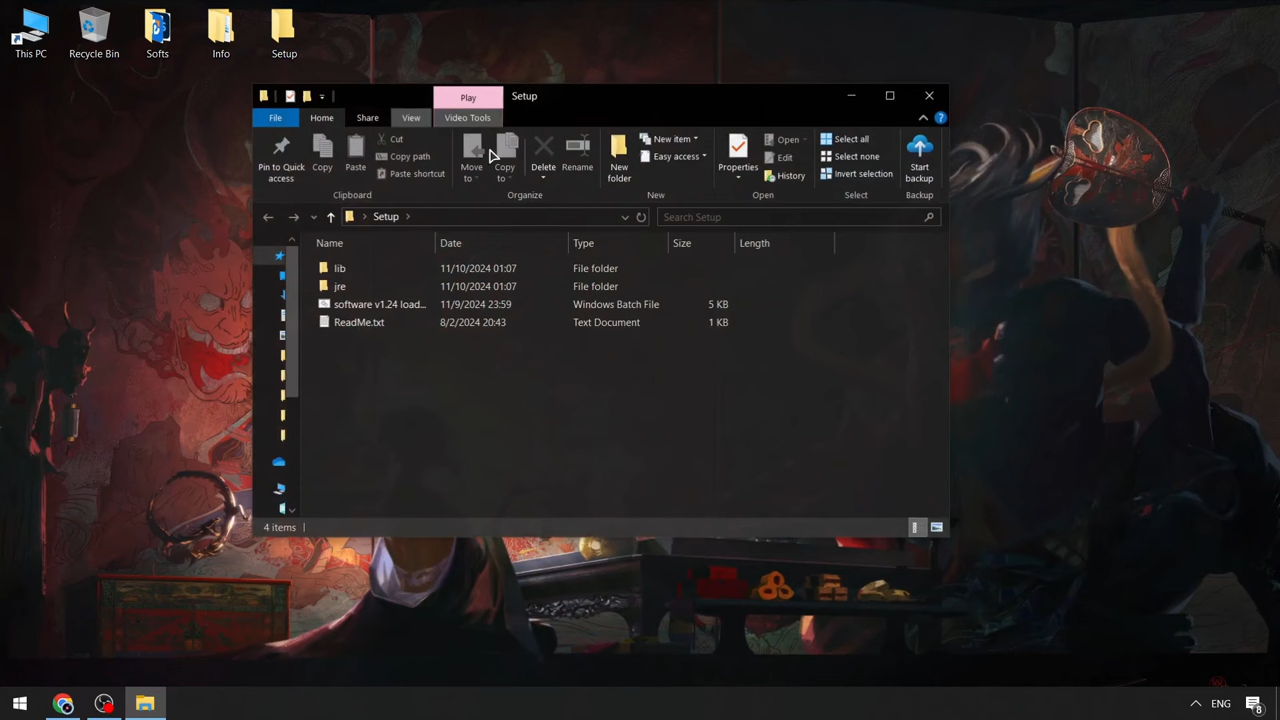 This PC
Recycle Bin
Softs
Info
Setup
Play
Setup
File
Home
Share
View
Video Tools
Pin to Quick access
Copy
Paste
Cut
Copy path
Paste shortcut
Clipboard
Move to
Copy to
Delete
Rename
Organize
New folder
New item
Easy access
New
Properties
Open
Edit
History
Open
Select all
Select none
Invert selection
Select
Start backup
Backup
Setup
Search Setup
Name Date Type Size Length
lib 11/10/2024 01:07 File folder
jre 11/10/2024 01:07 File folder
software v1.24 load... 11/9/2024 23:59 Windows Batch File 5 KB
ReadMe.txt 8/2/2024 20:43 Text Document 1 KB
4 items
ENG
8